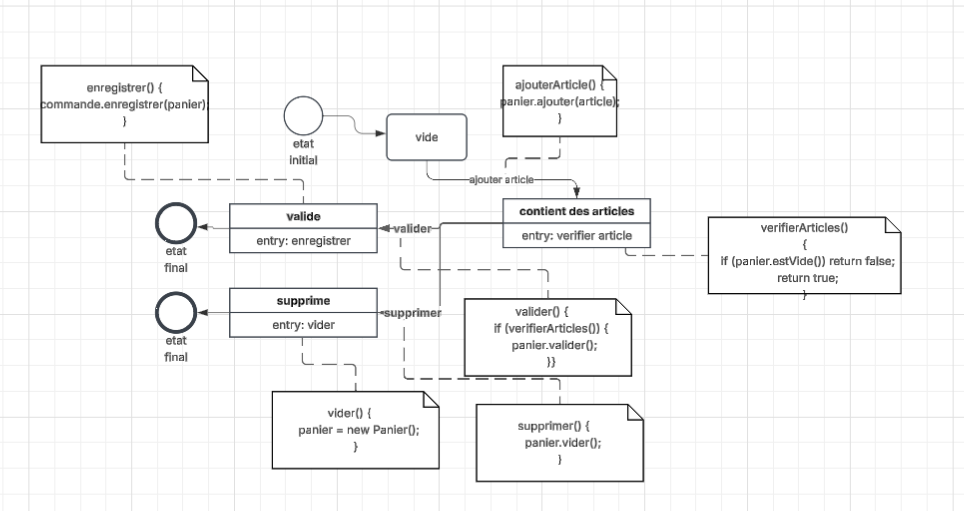 enregistrer() {
commande.enregistrer(panier);
}
etat
initial
vide
ajouterArticle() {
panier.ajouter(article);
}
ajouter article
valide
entry: enregistrer
etat
final
valider
contient des articles
entry: verifier article
verifierArticles()
{
if (panier.estVide()) return false;
return true;
}
supprime
entry: vider
etat
final
supprimer
valider() {
if (verifierArticles()) {
panier.valider();
}}
vider() {
panier = new Panier();
}
supprimer() {
panier.vider();
}